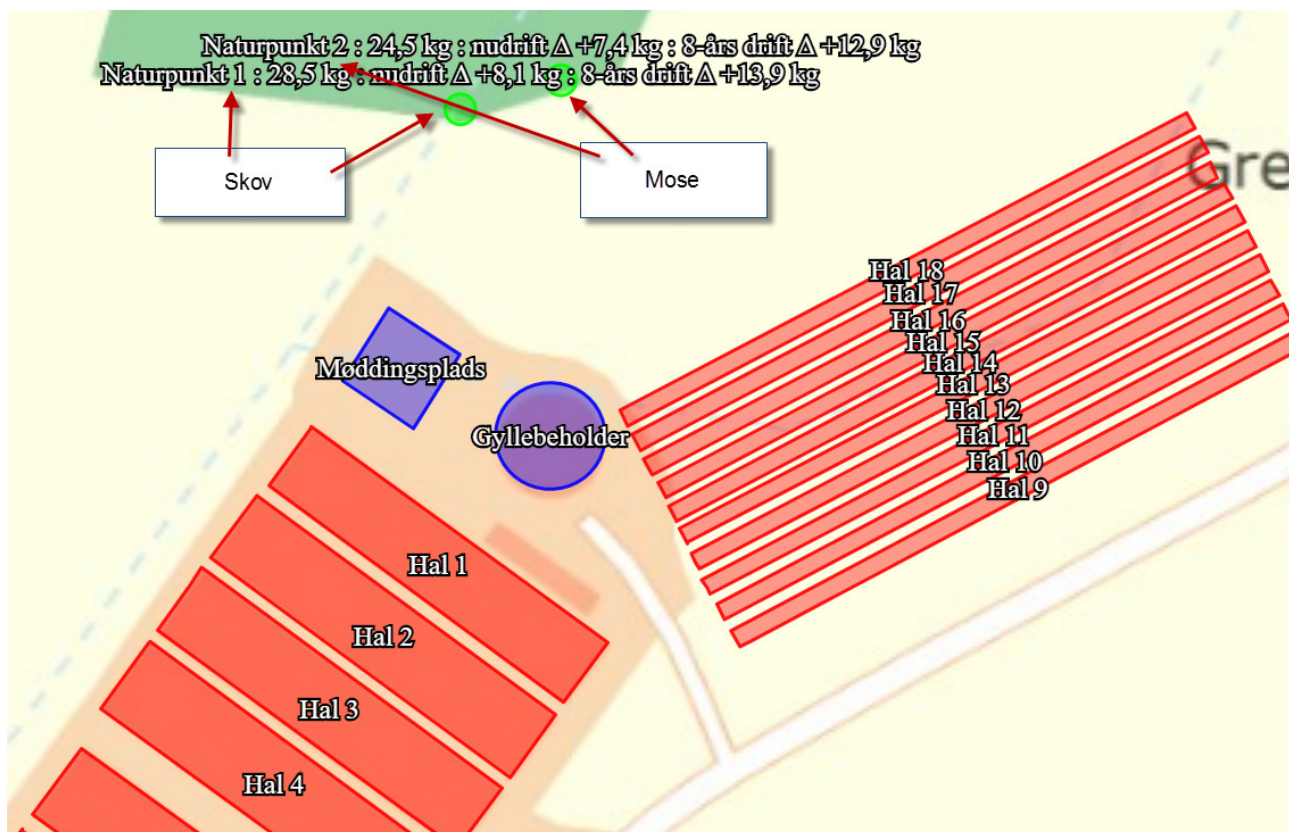 Naturpunkt 2 : 24,5 kg : nudrift Δ +7,4 kg : 8-års drift Δ +12,9 kg
Naturpunkt 1 : 28,5 kg : nudrift Δ +8,1 kg : 8-års drift Δ +13,9 kg
Skov
Mose
Gre
Hal 18
Hal 17
Hal 16
Hal 15
Hal 14
Hal 13
Hal 12
Hal 11
Hal 10
Hal 9
Møddingsplads
Gyllebeholder
Hal 1
Hal 2
Hal 3
Hal 4